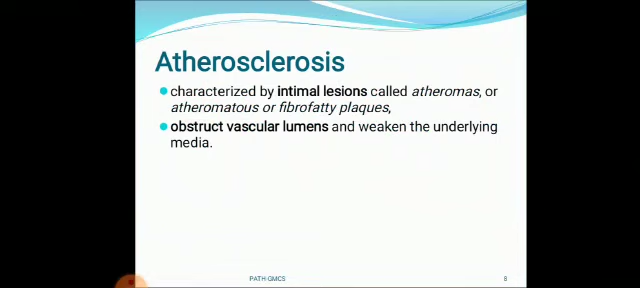 Atherosclerosis
characterized by intimal lesions called atheromas, or
atheromatous or fibrofatty plaques,
obstruct vascular lumens and weaken the underlying
media.
PATH-GMCS
8